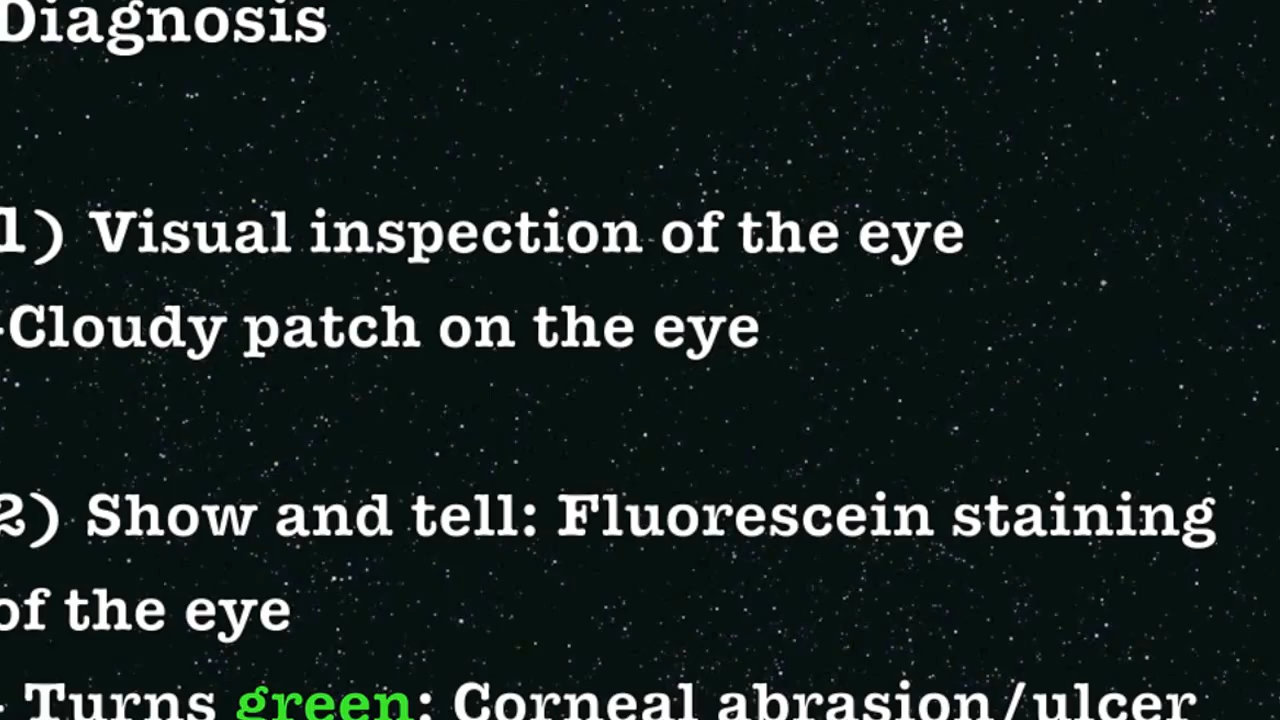 Diagnosis
1) Visual inspection of the eye
-Cloudy patch on the eye
2) Show and tell: Fluorescein staining
of the eye
- Turns green: Corneal abrasion/ulcer